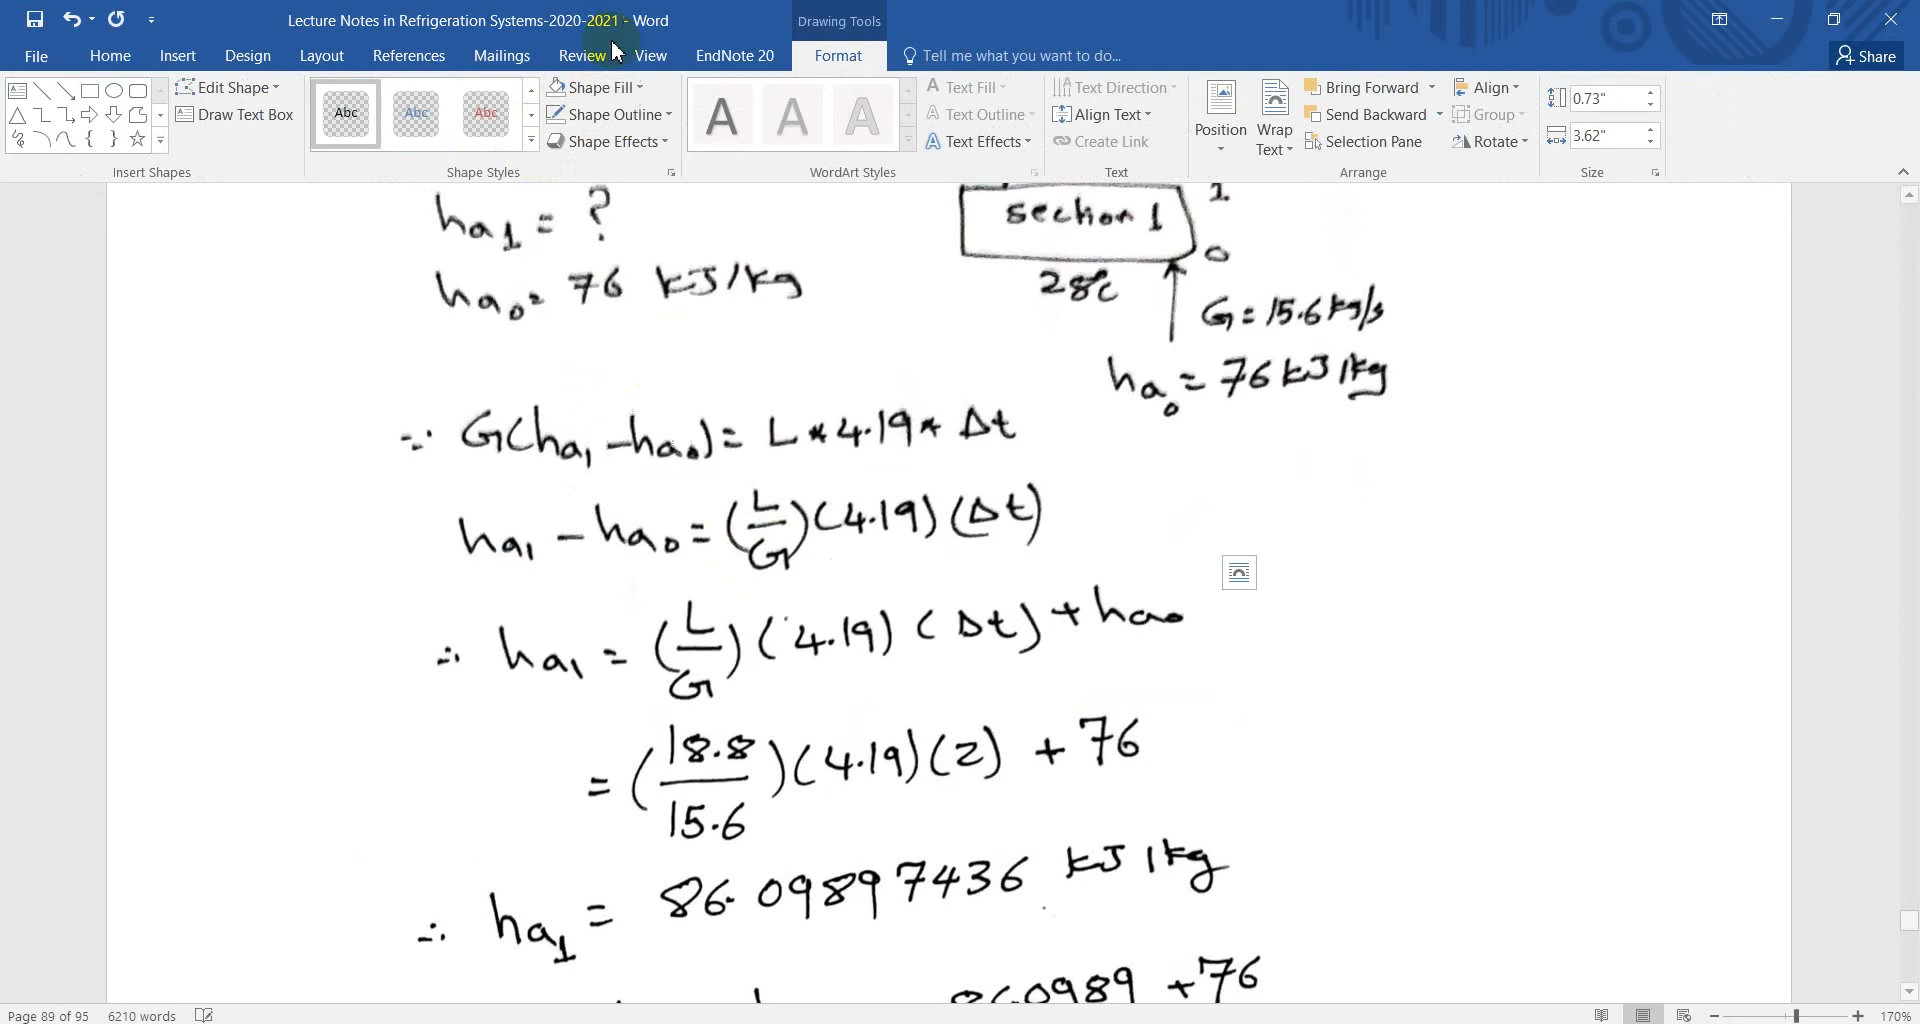 Lecture Notes in Refrigeration Systems-2020-2021 - Word
Drawing Tools
File Home Insert Design Layout References Mailings Review View EndNote 20 Format Tell me what you want to do... Share
Edit Shape
Draw Text Box
Insert Shapes
Abc Abc Abc
Shape Fill
Shape Outline
Shape Effects
Shape Styles
A A A
Text Fill
Text Outline
Text Effects
WordArt Styles
Text Direction
Align Text
Create Link
Text
Position
Wrap Text
Bring Forward
Send Backward
Selection Pane
Align
Group
Rotate
Arrange
0.73"
3.62"
Size
ha1 = ?
ha0 = 76 kJ/kg
section 1
1
0
28℃
G = 15.6 kg/s
ha0 = 76 kJ/kg
∵ G(ha1 - ha0) = L * 4.19 * Δt
ha1 - ha0 = (L/G)(4.19)(Δt)
∴ ha1 = (L/G)(4.19)(Δt) + ha0
= (18.8/15.6)(4.19)(2) + 76
∴ ha1 = 86.09897436 kJ/kg
+76
Page 89 of 95 6210 words
170%